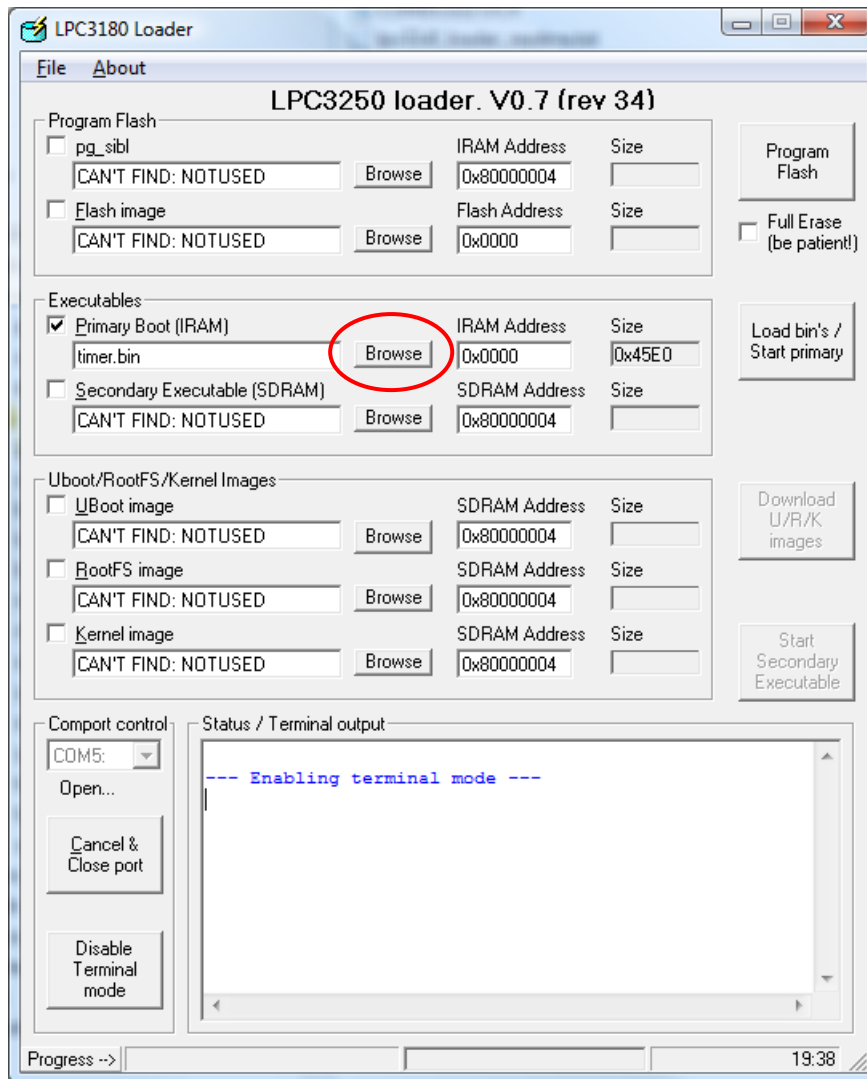 LPC3180 Loader
File About
LPC3250 loader. V0.7 (rev 34)
Program Flash
pg_sibl IRAM Address Size
CAN'T FIND: NOTUSED Browse 0x80000004
Program
Flash
Flash image Flash Address Size
CAN'T FIND: NOTUSED Browse 0x0000
Full Erase
(be patient!)
Executables
Primary Boot (IRAM) IRAM Address Size
timer.bin Browse 0x0000 0x45E0
Load bin's /
Start primary
Secondary Executable (SDRAM) SDRAM Address Size
CAN'T FIND: NOTUSED Browse 0x80000004
Uboot/RootFS/Kernel Images
UBoot image SDRAM Address Size
CAN'T FIND: NOTUSED Browse 0x80000004
Download
U/R/K
images
RootFS image SDRAM Address Size
CAN'T FIND: NOTUSED Browse 0x80000004
Kernel image SDRAM Address Size
CAN'T FIND: NOTUSED Browse 0x80000004
Start
Secondary
Executable
Comport control
COM5:
Open...
Cancel &
Close port
Disable
Terminal
mode
Status / Terminal output
--- Enabling terminal mode ---
Progress --> 19:38